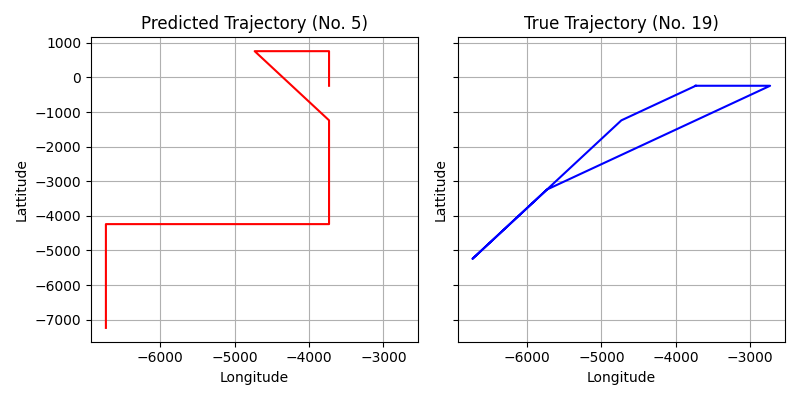 Predicted Trajectory (No. 5)
True Trajectory (No. 19)
1000
0
−1000
−2000
−3000
−4000
−5000
−6000
−7000
Lattitude
Lattitude
−6000 −5000 −4000 −3000
−6000 −5000 −4000 −3000
Longitude
Longitude